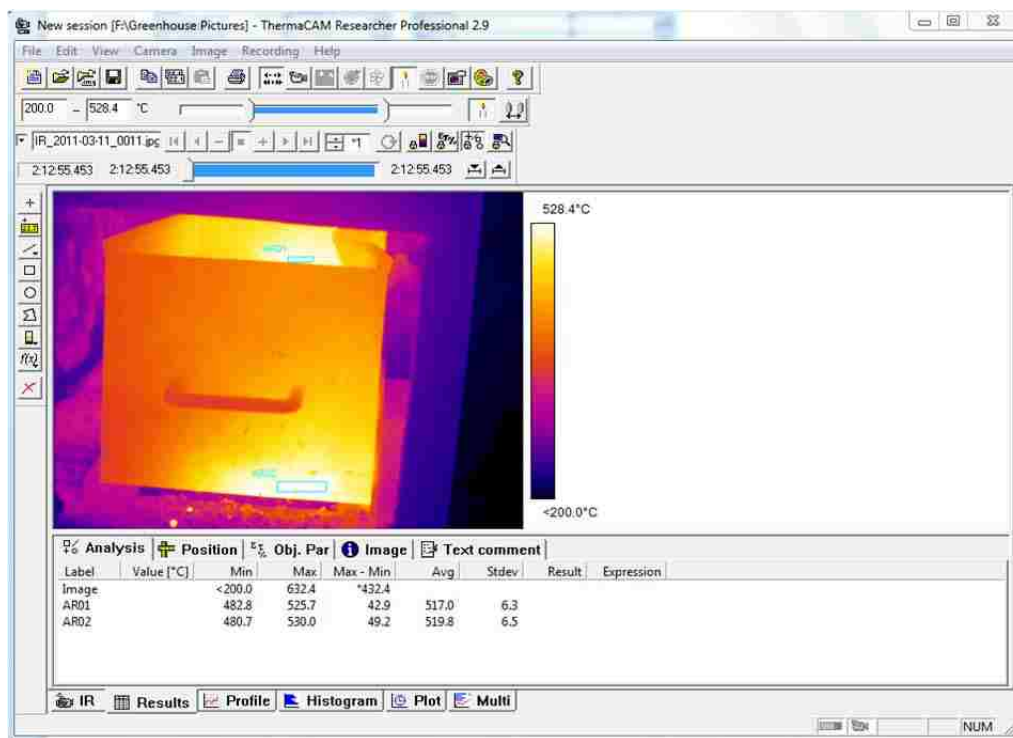 New session [F:\Greenhouse Pictures] - ThermaCAM Researcher Professional 2.9
File Edit View Camera Image Recording Help
200.0 - 528.4 °C
IR_2011-03-11_0011.jpg
2:12:55.453 2:12:55.453 2:12:55.453
528.4°C
AR01
AR02
<200.0°C
Analysis Position Obj. Par Image Text comment
Label Value [°C] Min Max Max - Min Avg Stdev Result Expression
Image <200.0 632.4 *432.4
AR01 482.8 525.7 42.9 517.0 6.3
AR02 480.7 530.0 49.2 519.8 6.5
IR Results Profile Histogram Plot Multi
NUM